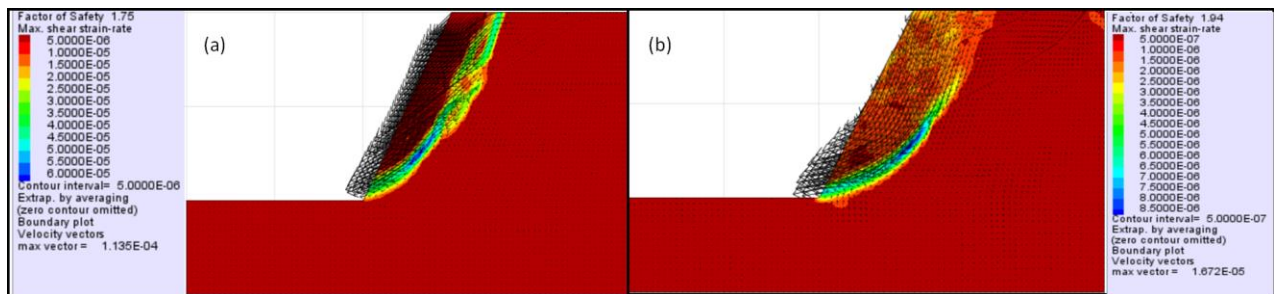 Factor of Safety 1.75
Max. shear strain-rate
5.0000E-06
1.0000E-05
1.5000E-05
2.0000E-05
2.5000E-05
3.0000E-05
3.5000E-05
4.0000E-05
4.5000E-05
5.0000E-05
5.5000E-05
6.0000E-05
Contour interval= 5.0000E-06
Extrap. by averaging
(zero contour omitted)
Boundary plot
Velocity vectors
max vector = 1.135E-04
(a)
(b)
Factor of Safety 1.94
Max. shear strain-rate
5.0000E-07
1.0000E-06
1.5000E-06
2.0000E-06
2.5000E-06
3.0000E-06
4.0000E-06
4.5000E-06
5.0000E-06
5.5000E-06
6.0000E-06
6.0000E-06
6.5000E-06
7.0000E-06
7.5000E-06
8.0000E-06
8.5000E-06
Contour interval= 5.0000E-07
Extrap. by averaging
(zero contour omitted)
Boundary plot
Velocity vectors
max vector = 1.672E-05